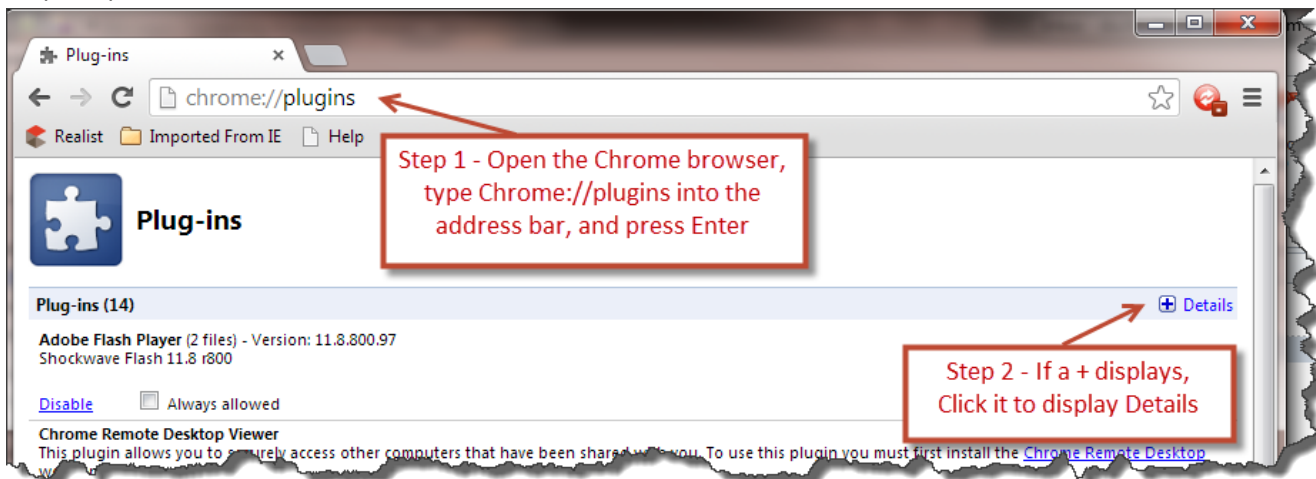 Plug-ins
chrome://plugins
Realist Imported From IE Help
Step 1 - Open the Chrome browser,
type Chrome://plugins into the
address bar, and press Enter
Plug-ins
Plug-ins (14)
Details
Adobe Flash Player (2 files) - Version: 11.8.800.97
Shockwave Flash 11.8 r800
Step 2 - If a + displays,
Click it to display Details
Disable Always allowed
Chrome Remote Desktop Viewer
This plugin allows you to securely access other computers that have been shared with you. To use this plugin you must first install the Chrome Remote Desktop